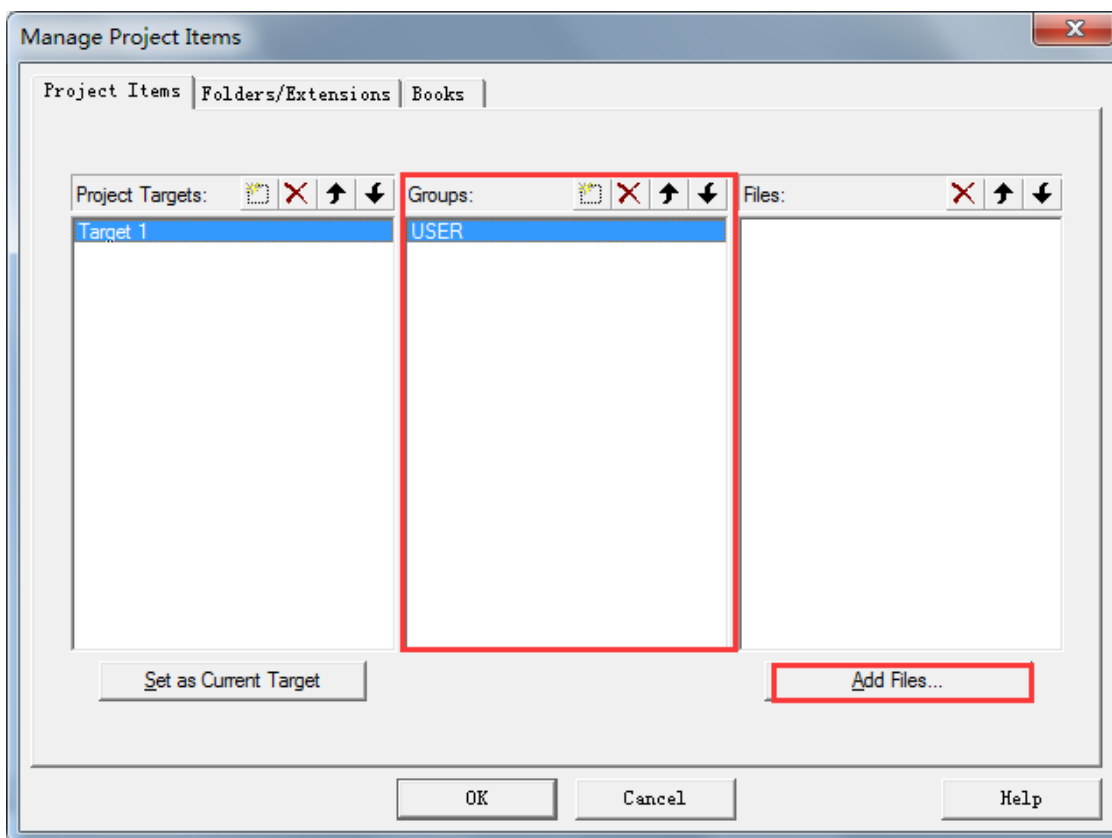 Manage Project Items
Project Items Folders/Extensions Books
Project Targets: Groups: Files:
Target 1 USER
Set as Current Target Add Files...
OK Cancel Help